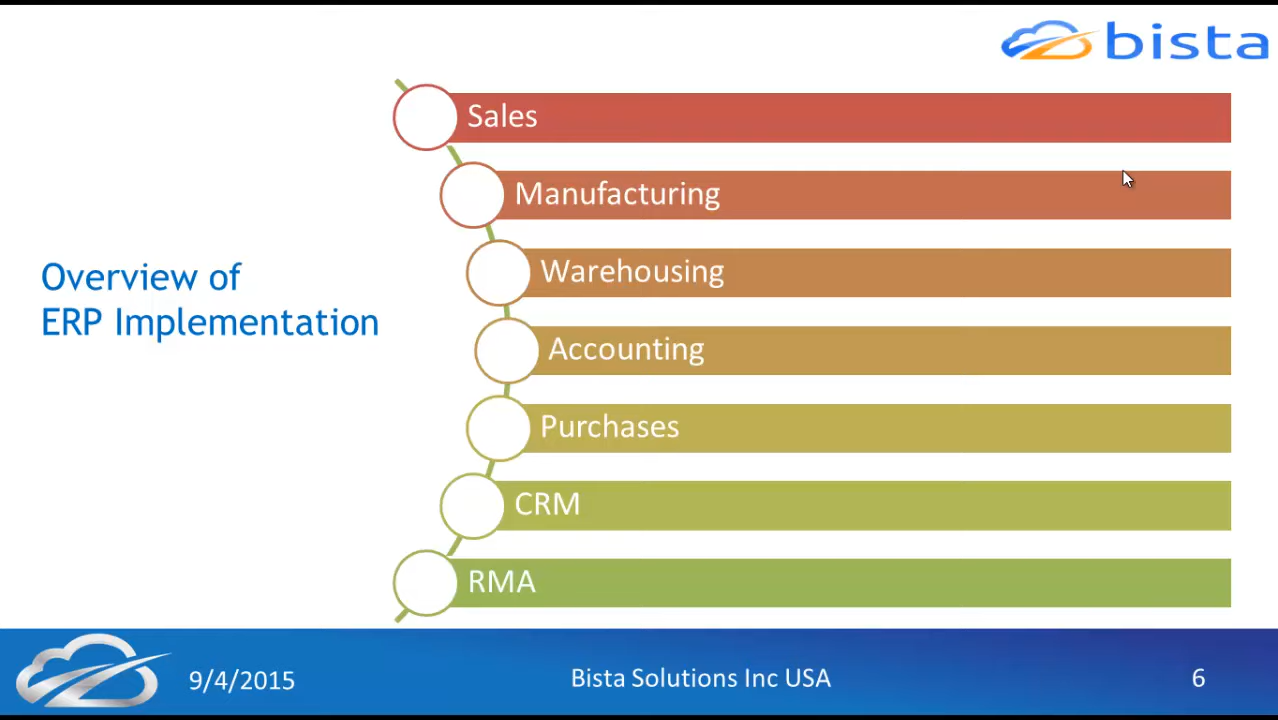 bista
Sales
Manufacturing
Warehousing
Overview of
ERP Implementation
Accounting
Purchases
CRM
RMA
9/4/2015
Bista Solutions Inc USA
6